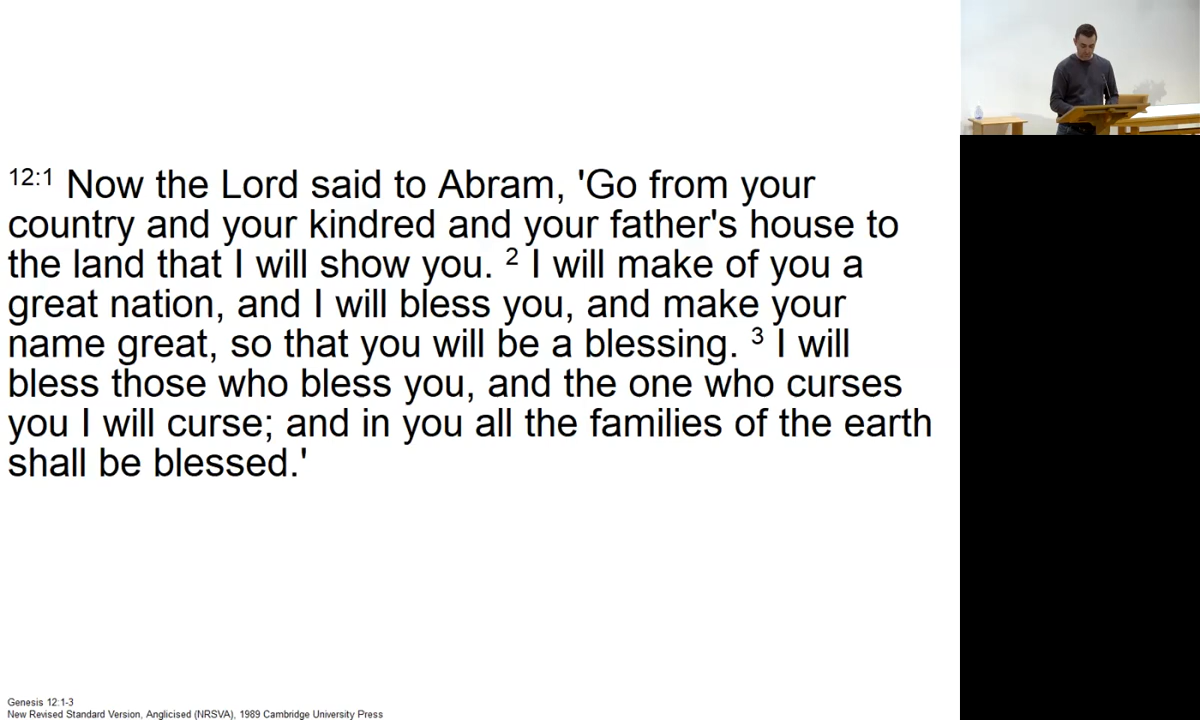 12:1 Now the Lord said to Abram, 'Go from your
country and your kindred and your father's house to
the land that I will show you. 2 I will make of you a
great nation, and I will bless you, and make your
name great, so that you will be a blessing. 3 I will
bless those who bless you, and the one who curses
you I will curse; and in you all the families of the earth
shall be blessed.'
Genesis 12:1-3
New Revised Standard Version, Anglicised (NRSVA), 1989 Cambridge University Press